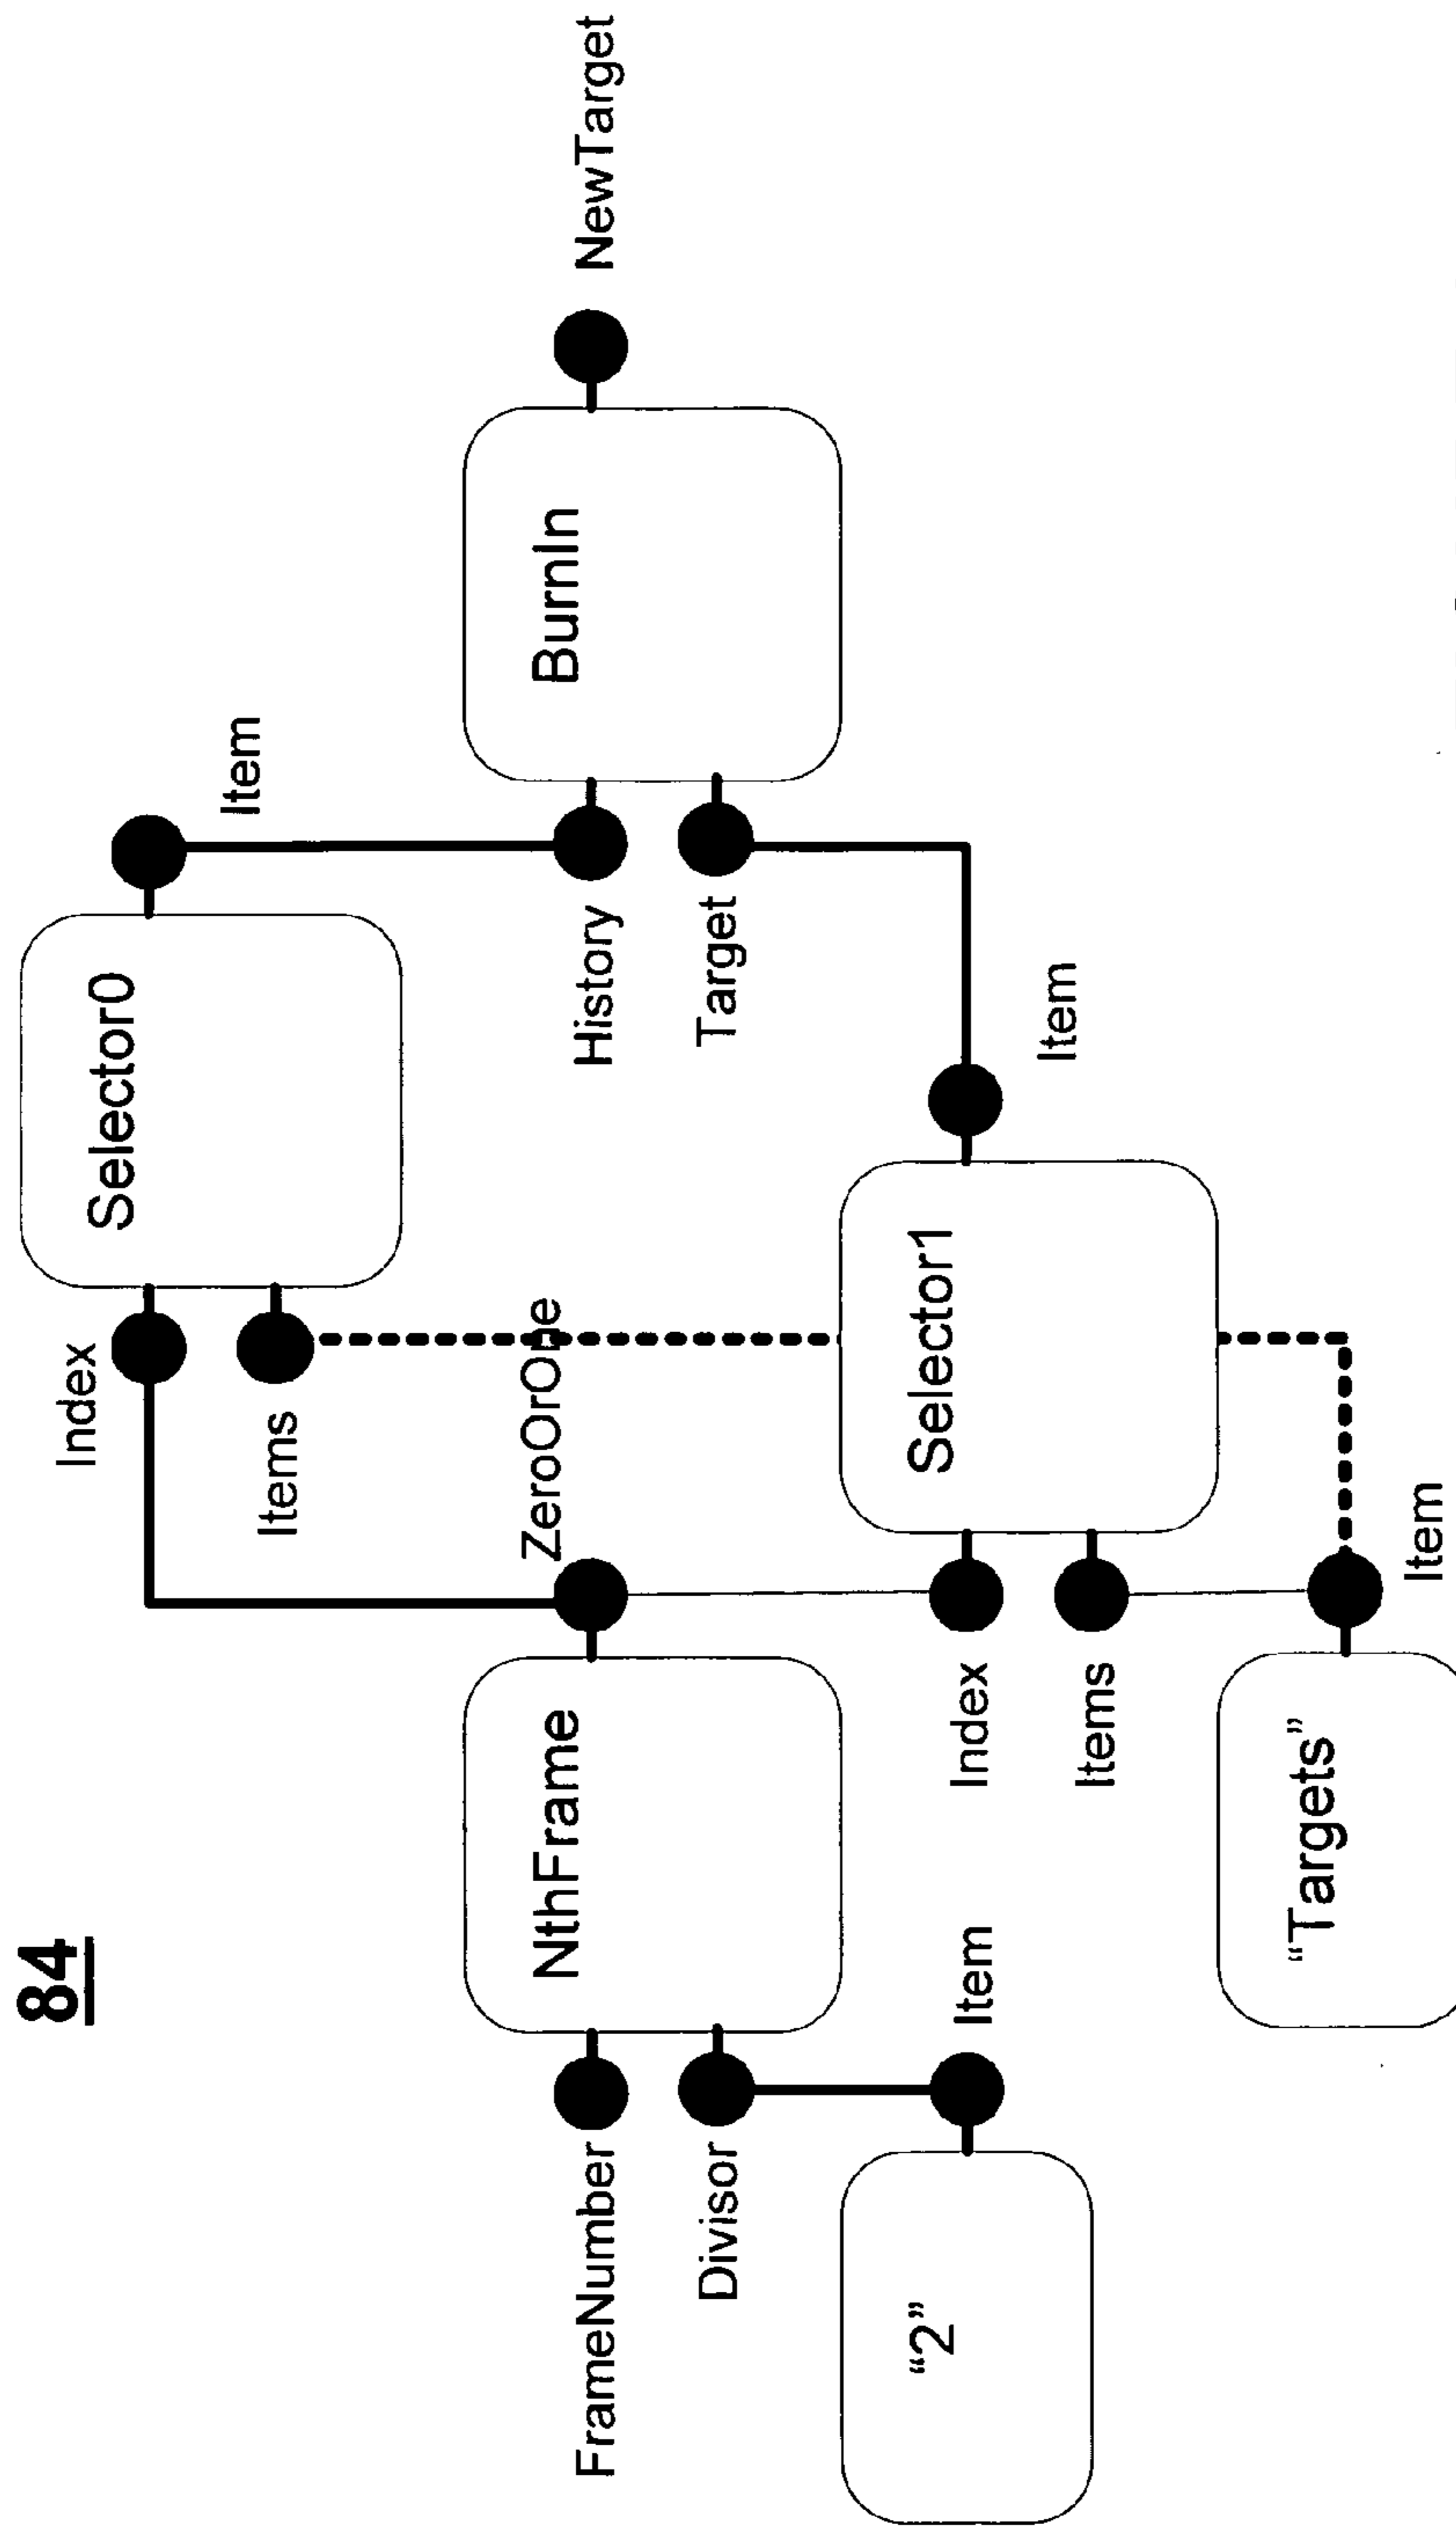 84
Index
Items
Selector0
Item
FrameNumber
Divisor
NthFrame
ZeroOrOne
History
Target
BurnIn
NewTarget
"2"
Item
Index
Items
Selector1
Item
“Targets”
Item